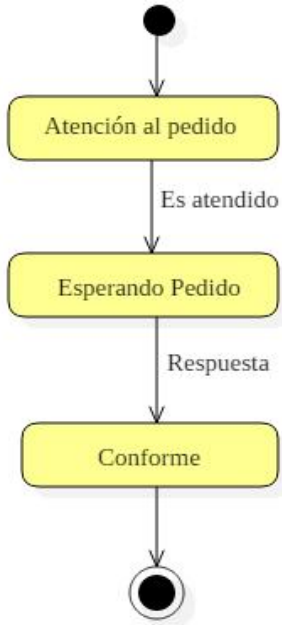 Atención al pedido
Es atendido
Esperando Pedido
Respuesta
Conforme